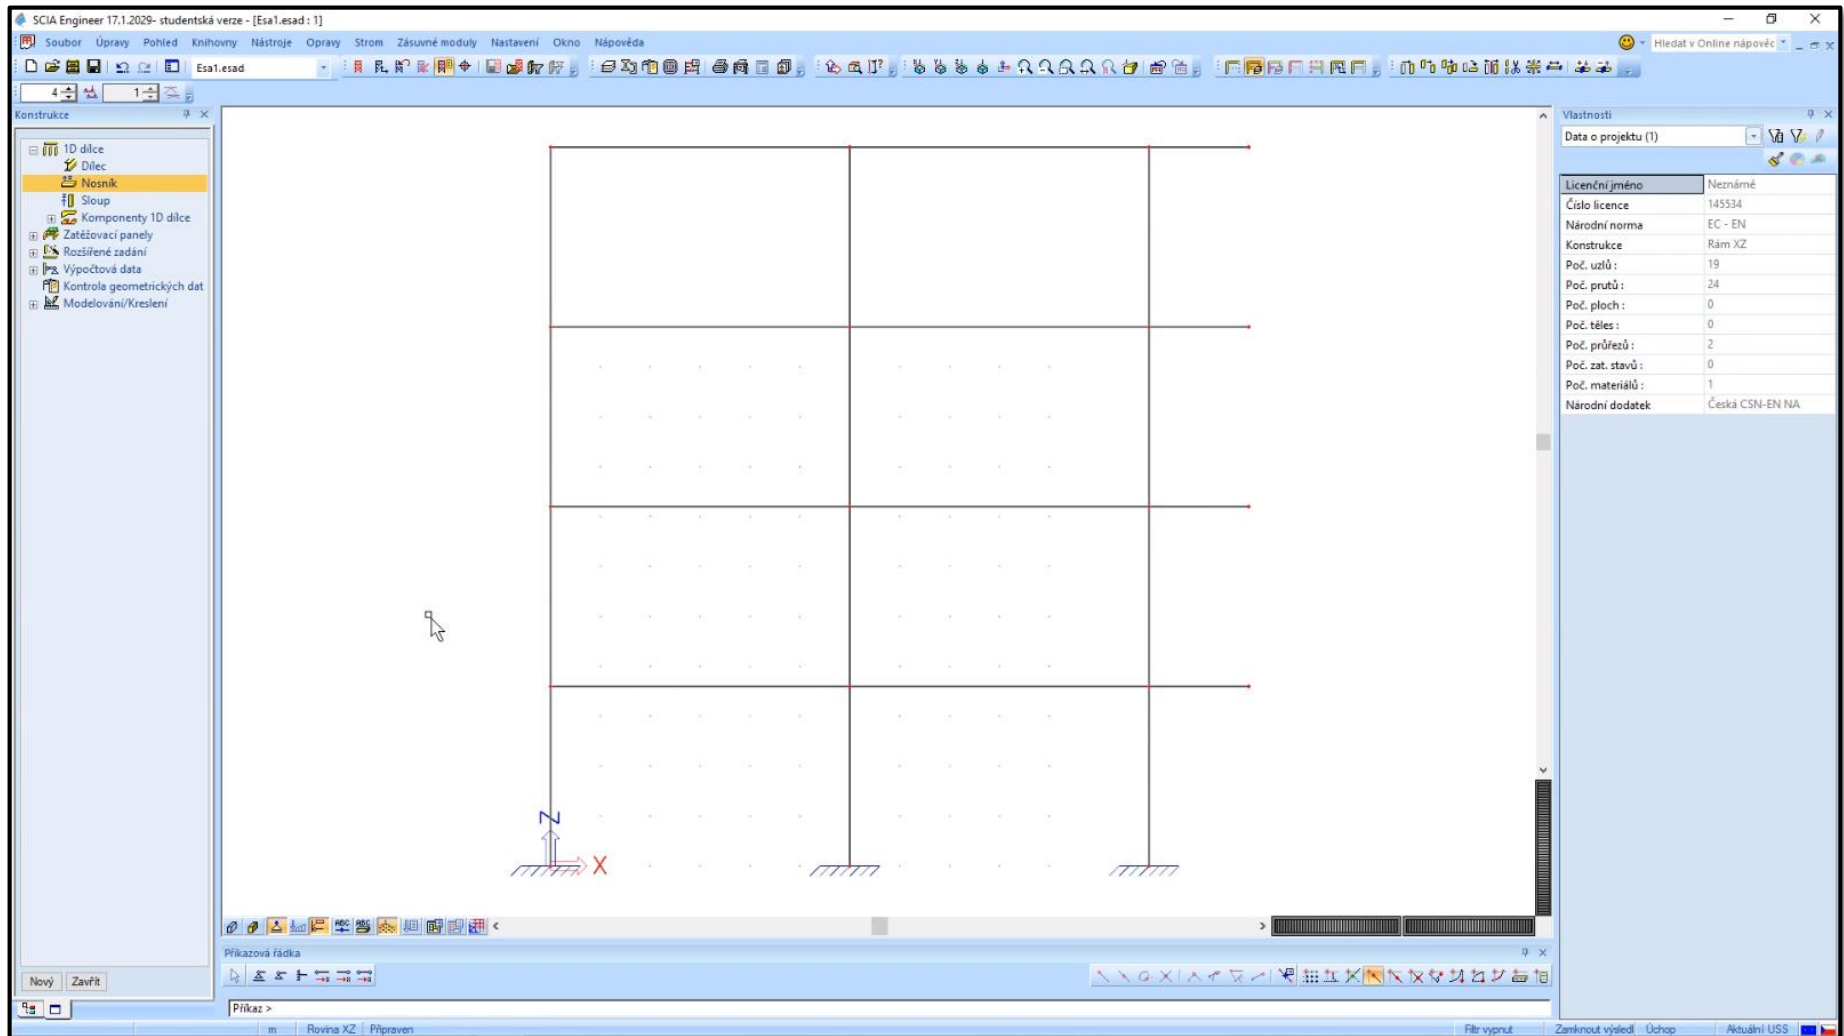 SCIA Engineer 17.1.2029- studentská verze - [Esa1.esad : 1]
Soubor Úpravy Pohled Knihovny Nástroje Opravy Strom Zásuvné moduly Nastavení Okno Nápověda
Hledat v Online nápověc
Esa1.esad
4 1
Konstrukce
1D dílce
Dílec
Nosník
Sloup
Komponenty 1D dílce
Zatěžovací panely
Rozšířené zadání
Výpočtová data
Kontrola geometrických dat
Modelování/Kreslení
Nový Zavřít
Z
X
ABC ABC
Vlastnosti
Data o projektu (1)
Licenční jméno Neznámé
Číslo licence 145534
Národní norma EC - EN
Konstrukce Rám XZ
Poč. uzlů : 19
Poč. prutů : 24
Poč. ploch : 0
Poč. těles : 0
Poč. průřezů : 2
Poč. zat. stavů : 0
Poč. materiálů : 1
Národní dodatek Česká CSN-EN NA
Příkazová řádka
Příkaz >
m Rovina XZ Připraven Filtr vypnut Zamknout výsledl Úchop Aktuální USS